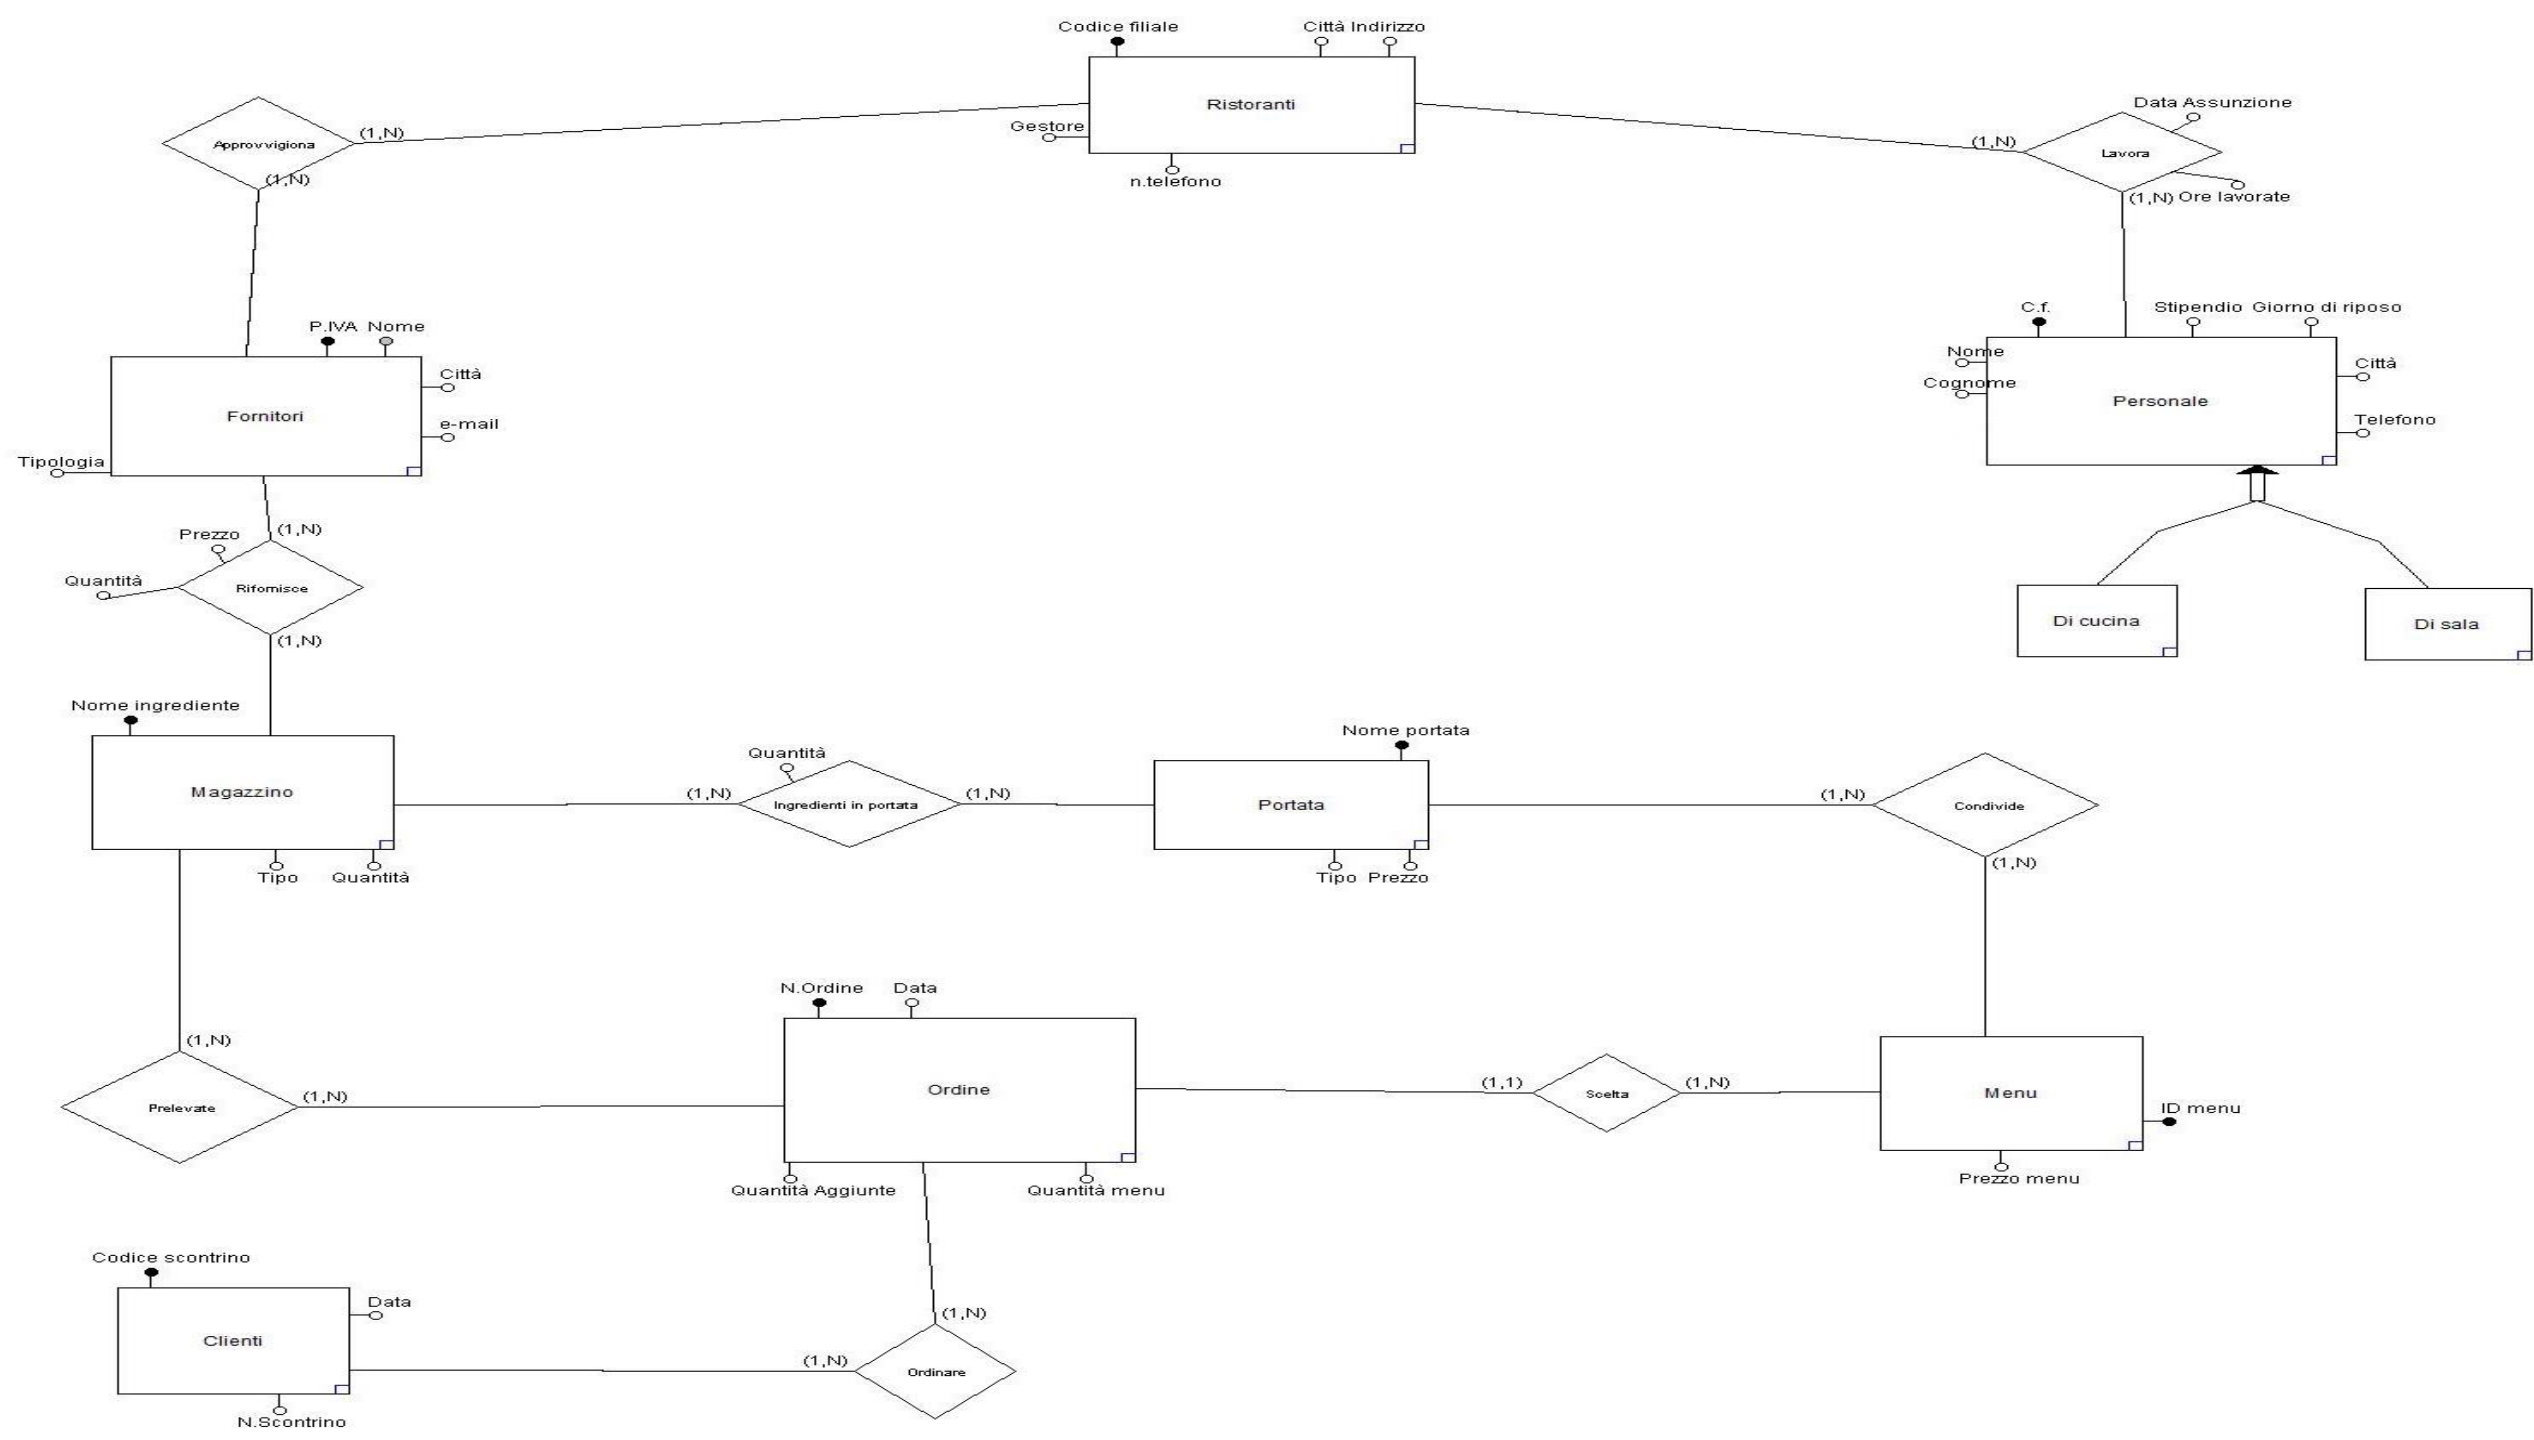 Codice filiale
Città Indirizzo
Ristoranti
Gestore
n.telefono
Approvvigiona
(1,N)
(1,N)
Data Assunzione
(1,N)
Lavora
(1,N) Ore lavorate
P.IVA Nome
Città
Fornitori
e-mail
Tipologia
C.f.
Stipendio Giorno di riposo
Nome
Città
Cognome
Personale
Telefono
(1,N)
Prezzo
Quantità
Rifornisce
(1,N)
Di cucina
Di sala
Nome ingrediente
Magazzino
Tipo
Quantità
Quantità
(1,N)
Ingredienti in portata
(1,N)
Nome portata
Portata
Tipo Prezzo
(1,N)
Condivide
(1,N)
N.Ordine
Data
(1,N)
Prelevate
(1,N)
Ordine
(1,1)
Scelta
(1,N)
Menu
ID menu
Quantità Aggiunte
Quantità menu
Prezzo menu
Codice scontrino
Data
Clienti
N.Scontrino
(1,N)
(1,N)
Ordinare